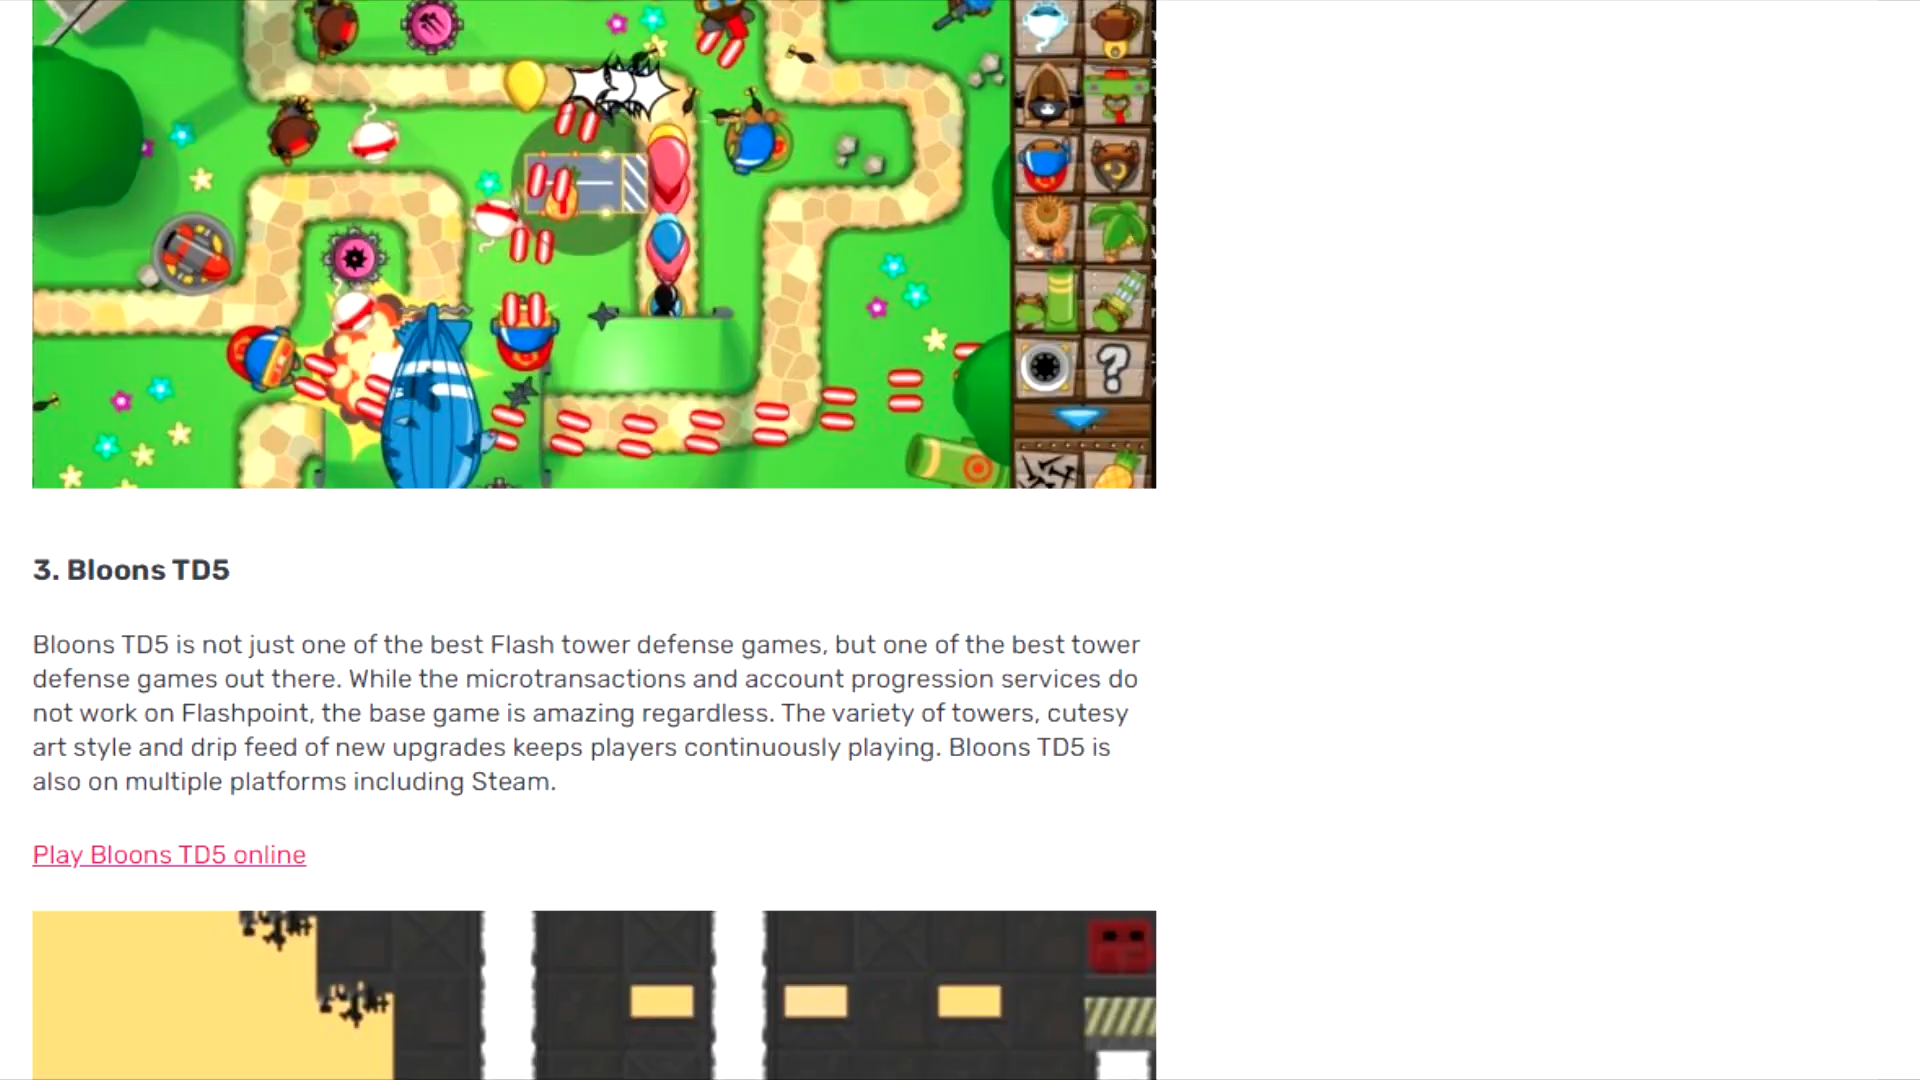 3. Bloons TD5
Bloons TD5 is not just one of the best Flash tower defense games, but one of the best tower
defense games out there. While the microtransactions and account progression services do
not work on Flashpoint, the base game is amazing regardless. The variety of towers, cutesy
art style and drip feed of new upgrades keeps players continuously playing. Bloons TD5 is
also on multiple platforms including Steam.
Play Bloons TD5 online